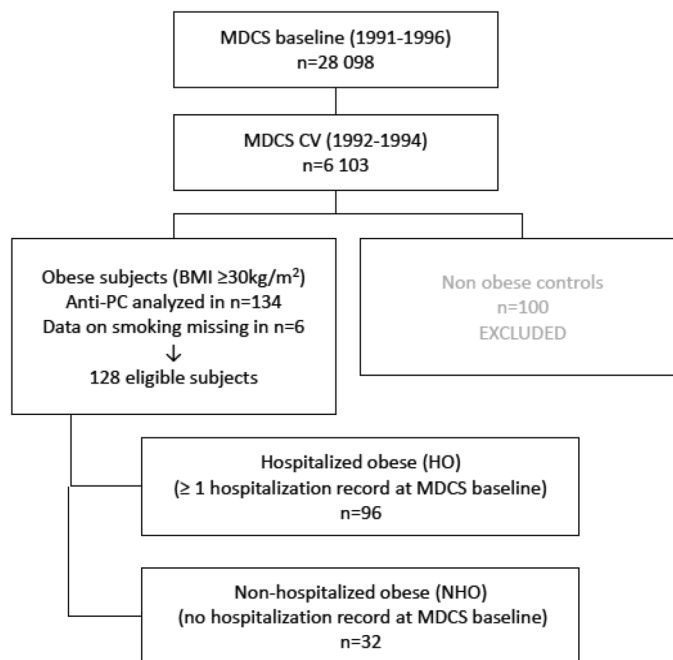 MDCS baseline (1991-1996)
n=28 098
MDCS CV (1992-1994)
n=6 103
Obese subjects (BMI ≥30kg/m²)
Anti-PC analyzed in n=134
Data on smoking missing in n=6
↓
128 eligible subjects
Non obese controls
n=100
EXCLUDED
Hospitalized obese (HO)
(≥ 1 hospitalization record at MDCS baseline)
n=96
Non-hospitalized obese (NHO)
(no hospitalization record at MDCS baseline)
n=32